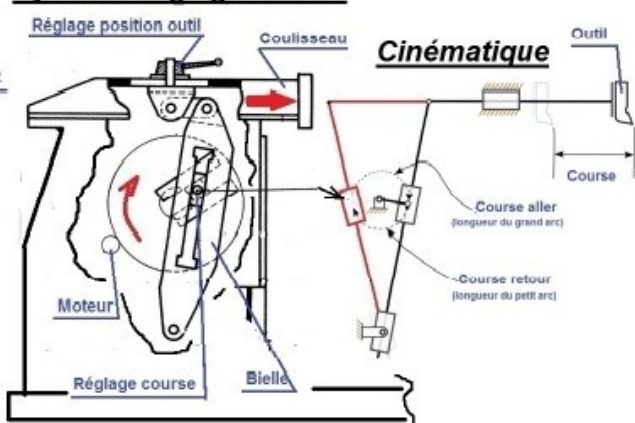 Réglage position outil
Coulisseau
Cinématique
Outil
Course
Course aller
(longueur du grand arc)
Course retour
(longueur du petit arc)
Moteur
Réglage course
Bielle